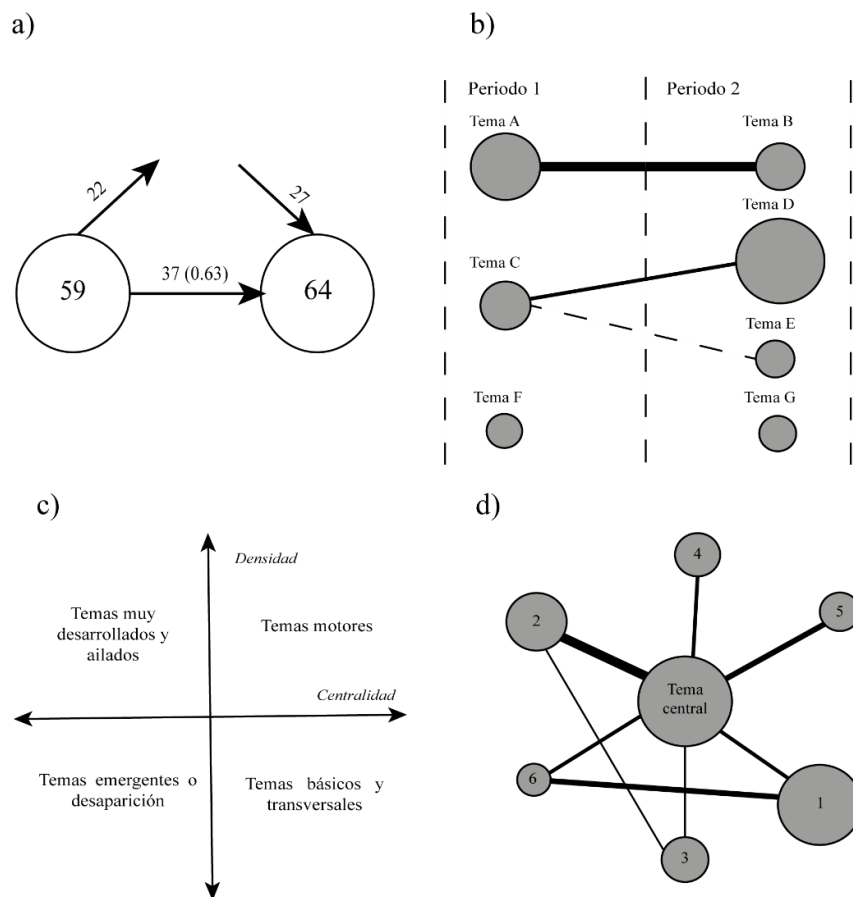 a)
22
27
59
37 (0.63)
64
b)
Periodo 1
Periodo 2
Tema A
Tema B
Tema D
Tema C
Tema E
Tema F
Tema G
c)
Densidad
Temas muy
desarrollados y
ailados
Temas motores
Centralidad
Temas emergentes o
desaparición
Temas básicos y
transversales
d)
4
5
2
Tema
central
6
1
3